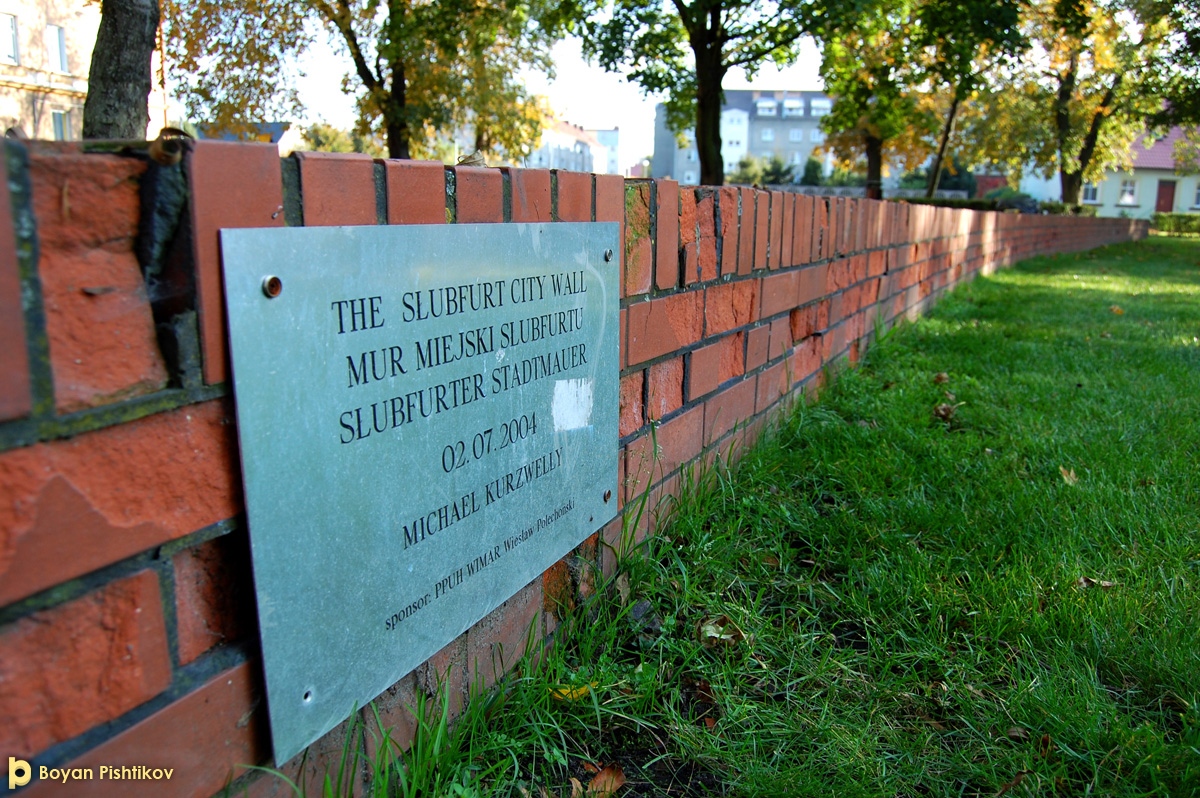 THE SLUBFURT CITY WALL
MUR MIEJSKI SLUBFURTU
SLUBFURTER STADTMAUER
02.07.2004
MICHAEL KURZWELLY
sponsor: PPUH WIMAR Wiesław Polechoński
Boyan Pishtikov